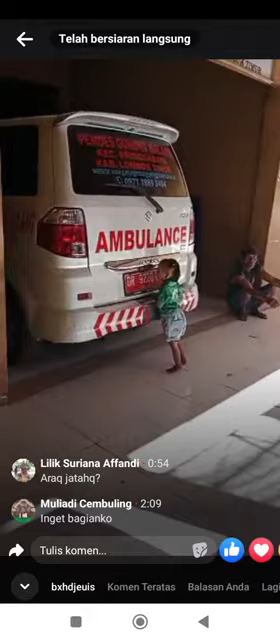 Telah bersiaran langsung
AMBULANCE
Lilik Suriana Affandi 0:54
Araq jatahq?
Muliadi Cembuling 2:09
Inget bagianko
Tulis komen...
bxhdjeuis Komen Teratas Balasan Anda Lagi